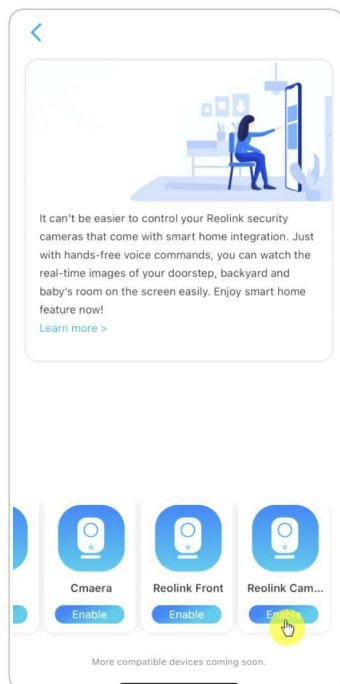 It can't be easier to control your Reolink security
cameras that come with smart home integration. Just
with hands-free voice commands, you can watch the
real-time images of your doorstep, backyard and
baby's room on the screen easily. Enjoy smart home
feature now!
Learn more >
Cmaera
Reolink Front
Reolink Cam...
Enable
Enable
Enable
More compatible devices coming soon.